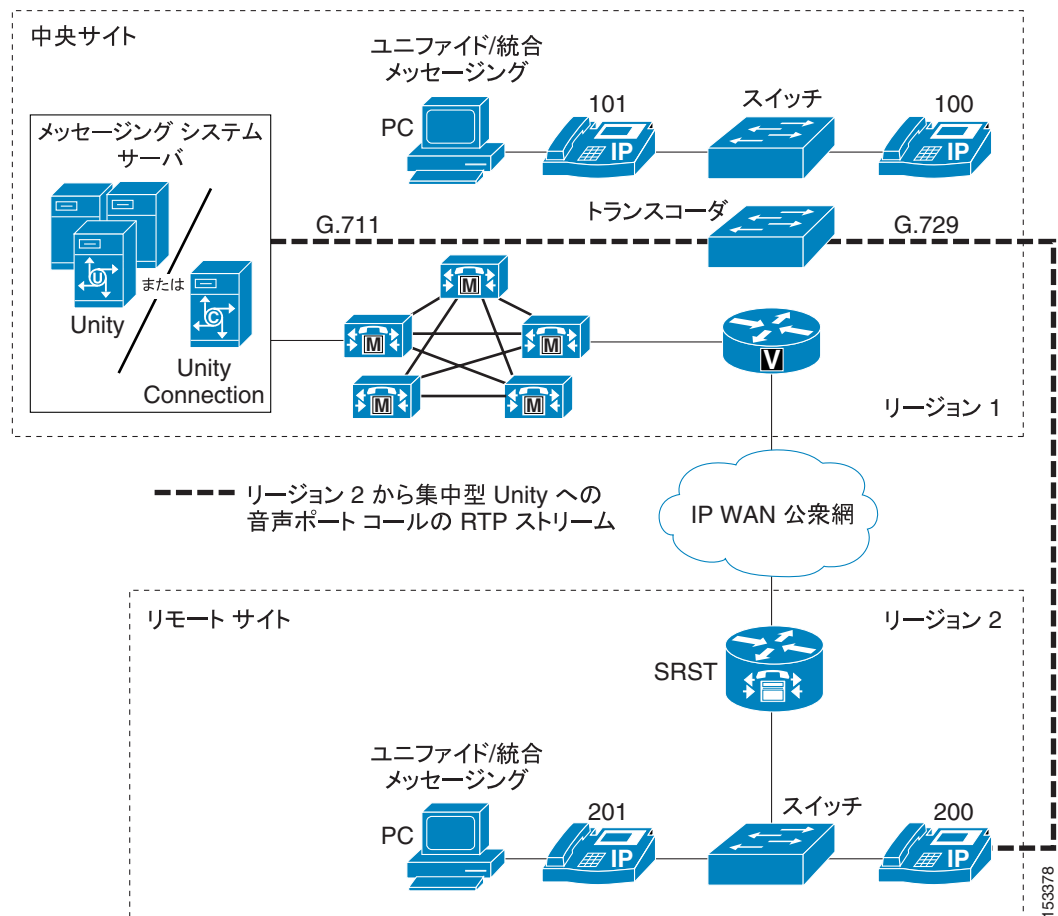 中央サイト
ユニファイド/統合
メッセージング
PC
101
IP
スイッチ
100
IP
メッセージング システム
サーバ
U
または
C
Unity
Unity
Connection
G.711
トランスコーダ
G.729
M
M
M
M
M
V
リージョン 1
リージョン 2 から集中型 Unity への
音声ポート コールの RTP ストリーム
IP WAN 公衆網
リモート サイト
リージョン 2
SRST
ユニファイド/統合
メッセージング
PC
201
IP
スイッチ
200
IP
153378